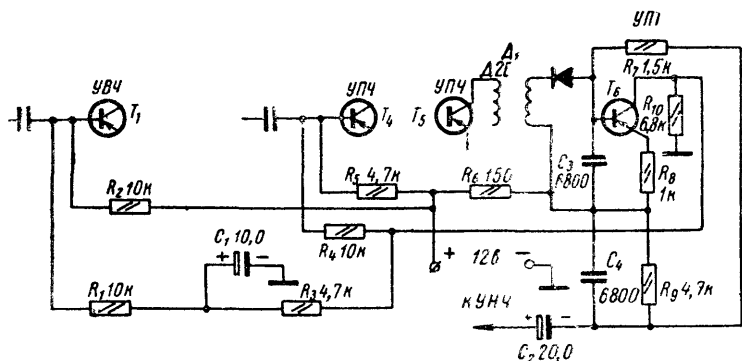 УП1
УВЧ
УПЧ
УПЧ
Д2Е
Д₁
R₇ 1,5к
T₁
T₄
T₅
T₆
R₁₀
6,8к
R₅ 4,7к
R₆ 150
C₃
6800
R₈
1к
R₂ 10к
C₁ 10,0
+ −
R₄ 10к
+ 12в −
C₄
6800
R₁ 10к
R₃ 4,7к
R₉ 4,7к
к УНЧ
+ −
C₂ 20,0